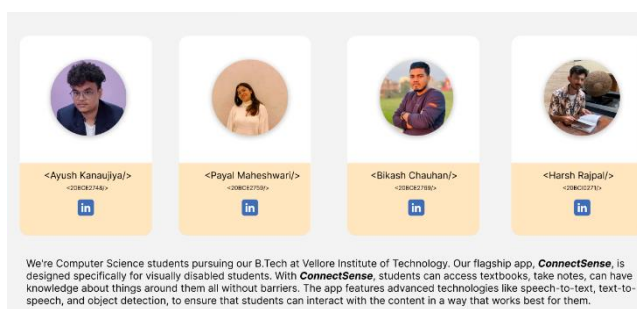 <Ayush Kanaujiya/> <Payal Maheshwari/> <Bikash Chauhan/> <Harsh Rajpal/>
<20BCE2748/> <20BCE2759/> <20BCE2769/> <20BCI0271/>
in in in in
We're Computer Science students pursuing our B.Tech at Vellore Institute of Technology. Our flagship app, ConnectSense, is
designed specifically for visually disabled students. With ConnectSense, students can access textbooks, take notes, can have
knowledge about things around them all without barriers. The app features advanced technologies like speech-to-text, text-to-
speech, and object detection, to ensure that students can interact with the content in a way that works best for them.